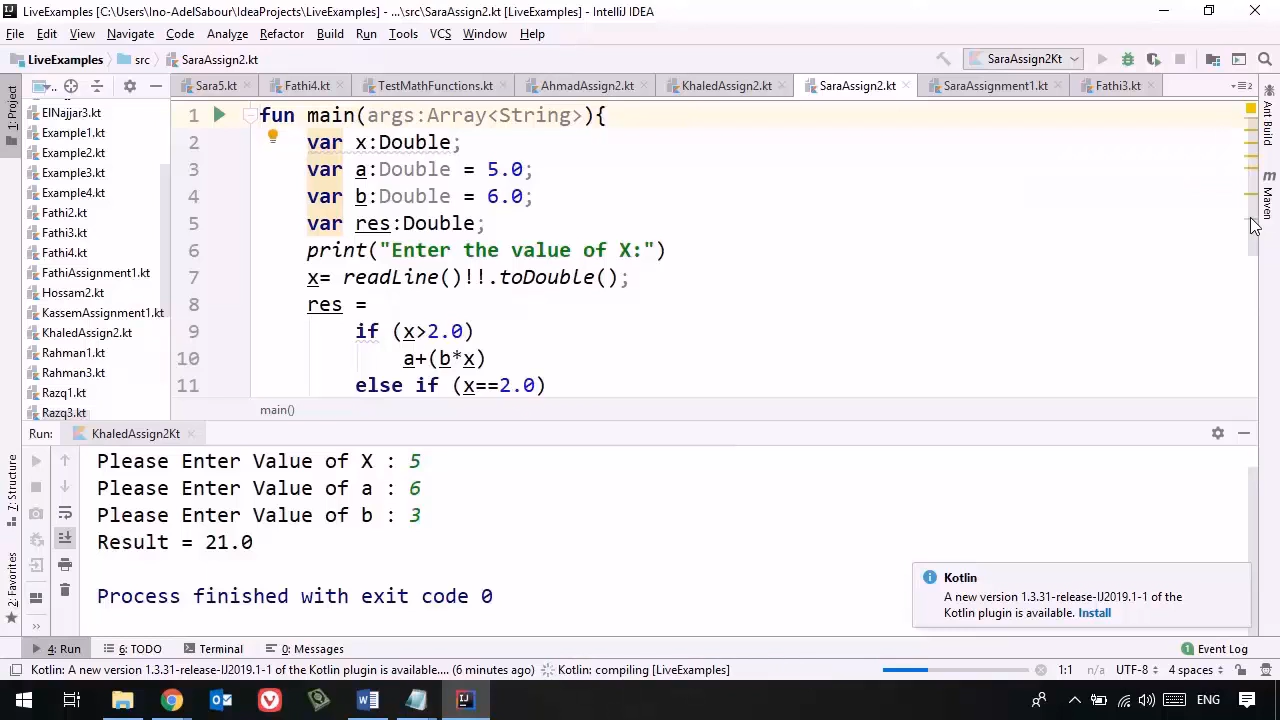 LiveExamples [C:\Users\Ino-AdelSabour\IdeaProjects\LiveExamples] - ...\src\SaraAssign2.kt [LiveExamples] - IntelliJ IDEA
File Edit View Navigate Code Analyze Refactor Build Run Tools VCS Window Help
LiveExamples src SaraAssign2.kt SaraAssign2Kt
1: Project
Sara5.kt Fathi4.kt TestMathFunctions.kt AhmadAssign2.kt KhaledAssign2.kt SaraAssign2.kt SaraAssignment1.kt Fathi3.kt
ElNajjar3.kt
Example1.kt
Example2.kt
Example3.kt
Example4.kt
Fathi2.kt
Fathi3.kt
Fathi4.kt
FathiAssignment1.kt
Hossam2.kt
KassemAssignment1.kt
KhaledAssign2.kt
Rahman1.kt
Rahman3.kt
Razq1.kt
Razq3.kt
1 fun main(args:Array<String>){
2 var x:Double;
3 var a:Double = 5.0;
4 var b:Double = 6.0;
5 var res:Double;
6 print("Enter the value of X:")
7 x= readLine()!!.toDouble();
8 res =
9 if (x>2.0)
10 a+(b*x)
11 else if (x==2.0)
main()
Ant Build
m Maven
Run: KhaledAssign2Kt
Please Enter Value of X : 5
Please Enter Value of a : 6
Please Enter Value of b : 3
Result = 21.0
Process finished with exit code 0
7: Structure
2: Favorites
Kotlin
A new version 1.3.31-release-IJ2019.1-1 of the
Kotlin plugin is available. Install
4: Run 6: TODO Terminal 0: Messages Event Log
Kotlin: A new version 1.3.31-release-IJ2019.1-1 of the Kotlin plugin is available.... (6 minutes ago) Kotlin: compiling [LiveExamples] 1:1 n/a UTF-8 4 spaces
ENG